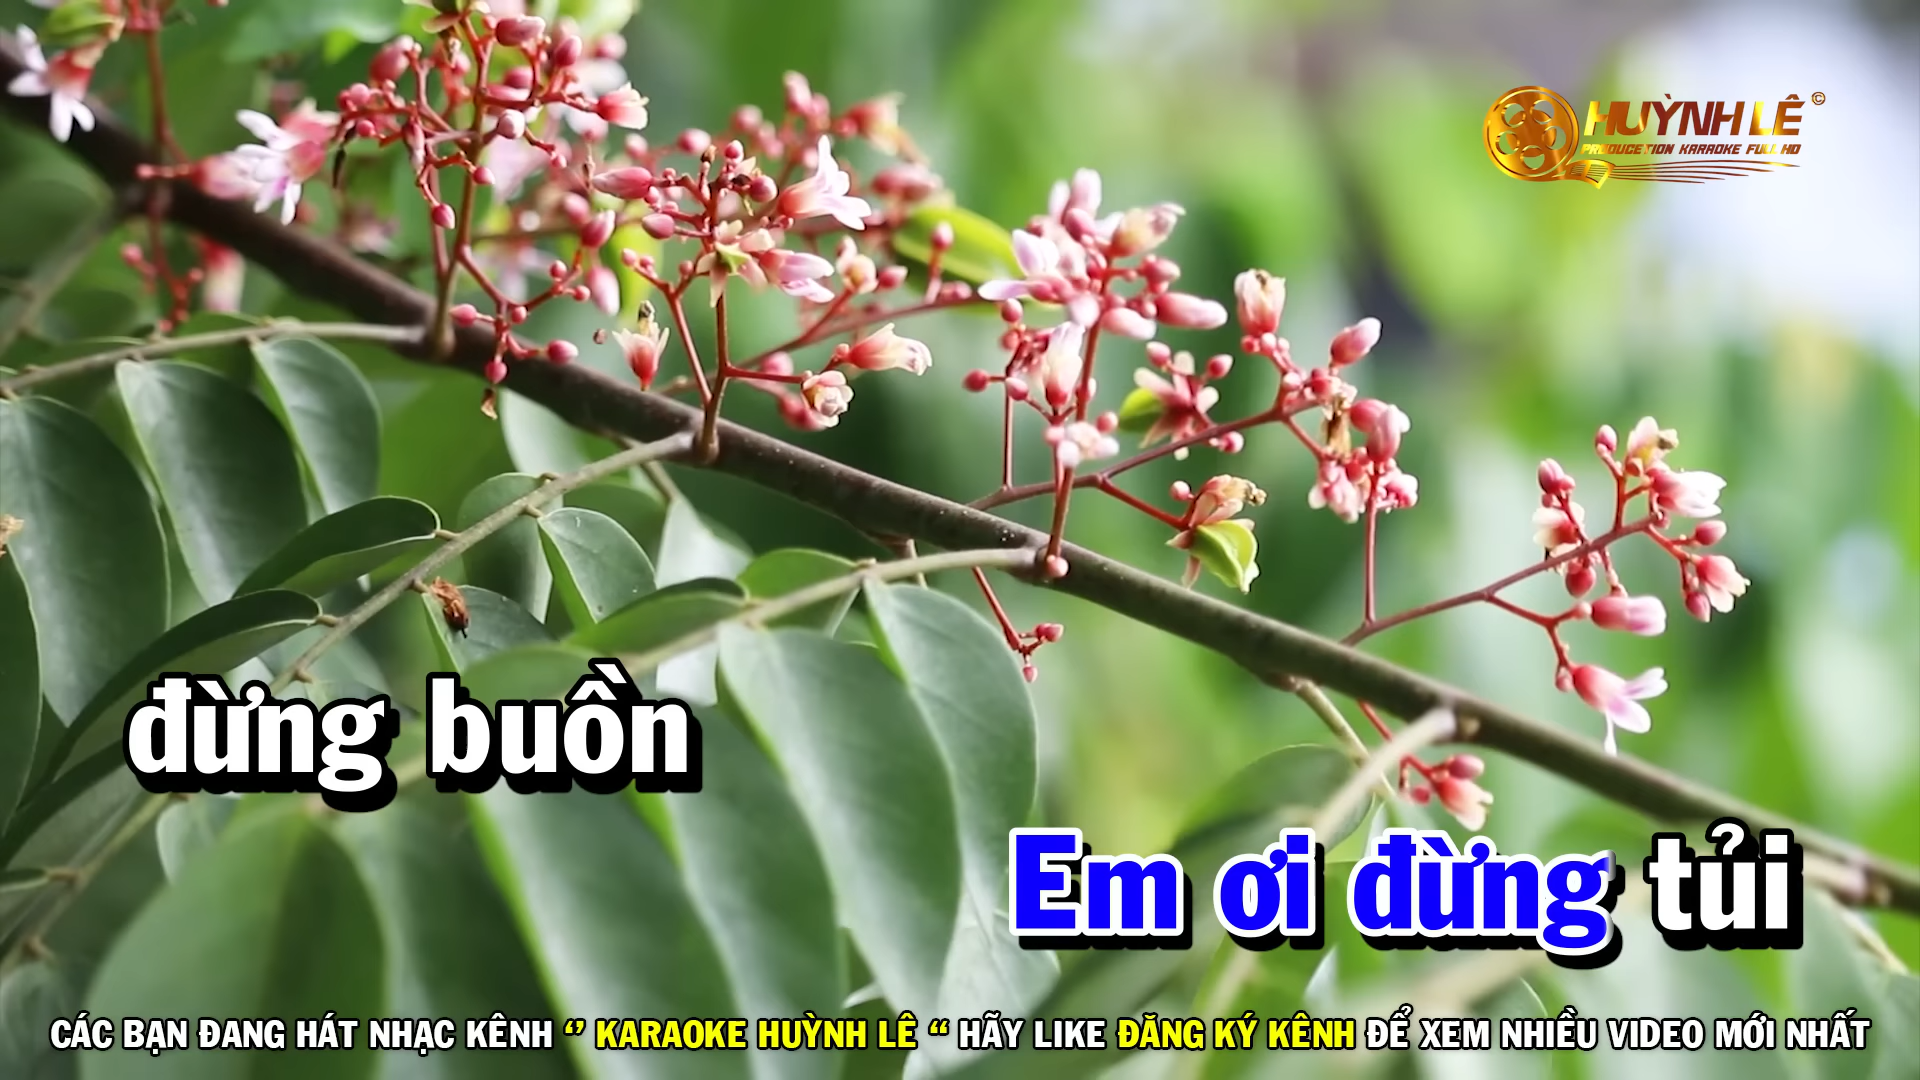 HUỲNH LÊ ©
PRODUCETION KARAOKE FULL HD
đừng buồn
Em ơi đừng tủi
CÁC BẠN ĐANG HÁT NHẠC KÊNH ‘’ KARAOKE HUỲNH LÊ “ HÃY LIKE ĐĂNG KÝ KÊNH ĐỂ XEM NHIỀU VIDEO MỚI NHẤT